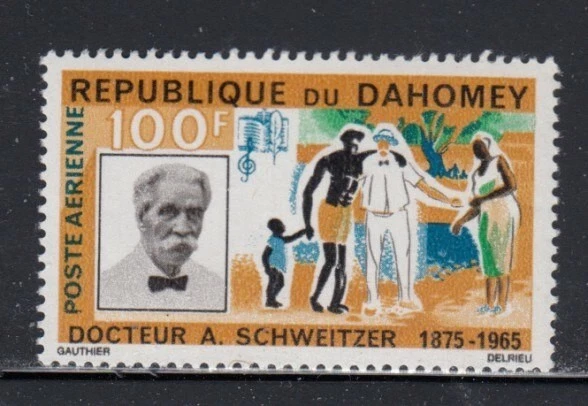 REPUBLIQUE DU DAHOMEY
100F
POSTE AERIENNE
DOCTEUR A. SCHWEITZER 1875-1965
GAUTHIER DELRIEU